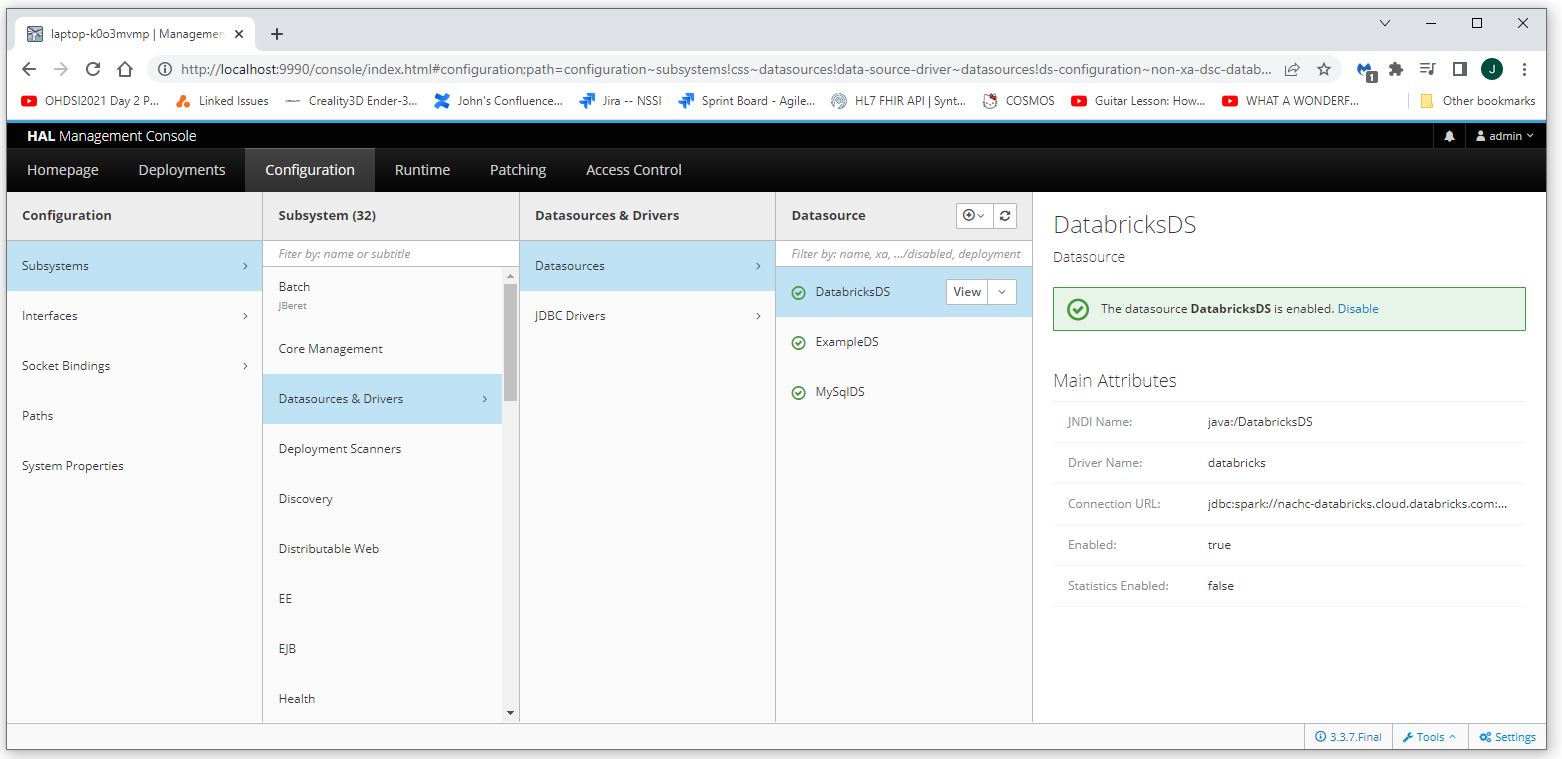 laptop-k0o3mvmp | Managemen
http://localhost:9990/console/index.html#configuration;path=configuration~subsystems!css~datasources!data-source-driver~datasources!ds-configuration~non-xa-dsc-datab...
1
J
OHDSI2021 Day 2 P...
Linked Issues
Creality3D Ender-3...
John's Confluence...
Jira -- NSSI
Sprint Board - Agile...
HL7 FHIR API | Synt...
COSMOS
Guitar Lesson: How...
WHAT A WONDERF...
Other bookmarks
HAL Management Console
admin
Homepage
Deployments
Configuration
Runtime
Patching
Access Control
Configuration
Subsystems
Interfaces
Socket Bindings
Paths
System Properties
Subsystem (32)
Fiter by: name or subtitle
Batch
JBeret
Core Management
Datasources & Drivers
Deployment Scanners
Discovery
Distributable Web
EE
EJB
Health
Datasources & Drivers
Datasources
JDBC Drivers
Datasource
Filter by: name, xa, .../disabled, deployment
DatabricksDS
View
ExampleDS
MySqlDS
DatabricksDS
Datasource
The datasource DatabricksDS is enabled. Disable
Main Attributes
JNDI Name: java:/DatabricksDS
Driver Name: databricks
Connection URL: jdbc:spark://nachc-databricks.cloud.databricks.com:...
Enabled: true
Statistics Enabled: false
3.3.7.Final
Tools
Settings